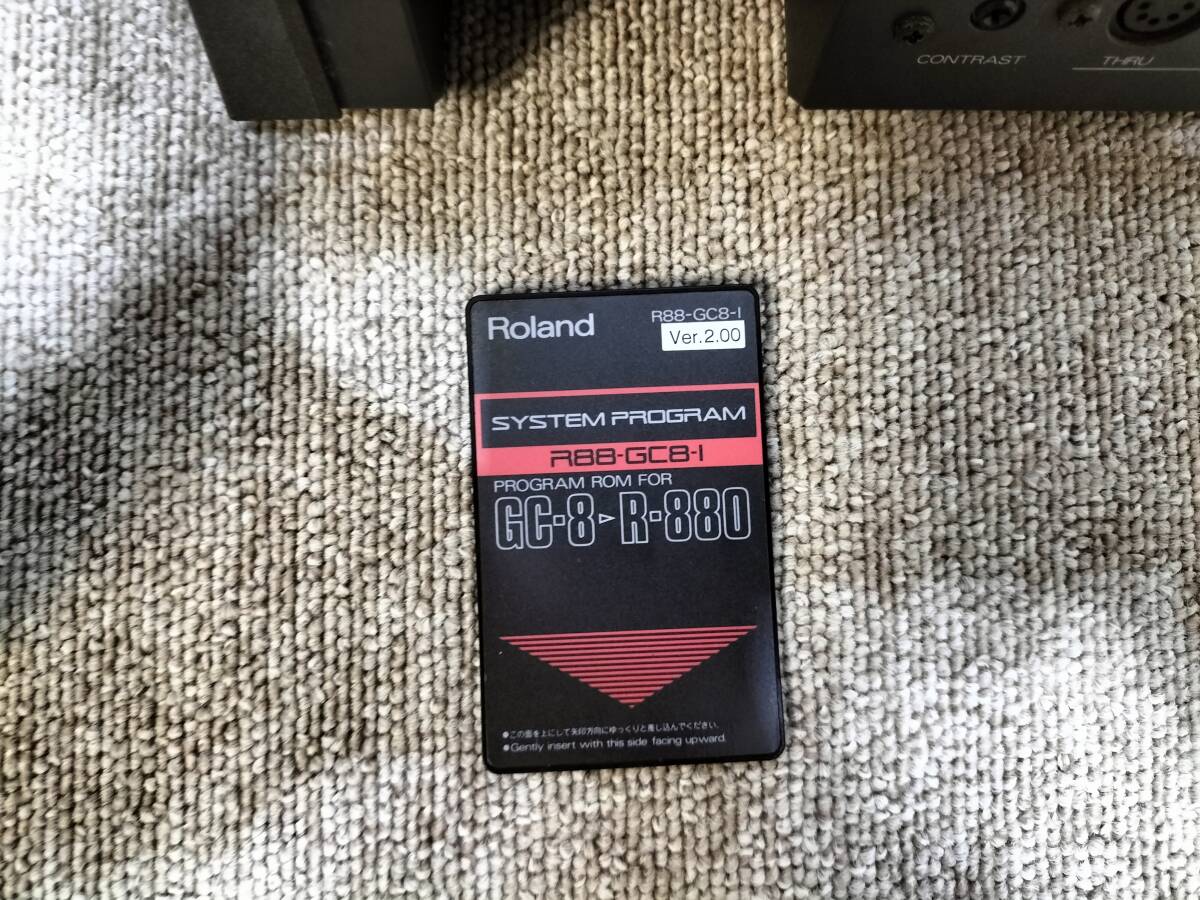 CONTRAST
THRU
Roland
R88-GC8-I
Ver.2.00
SYSTEM PROGRAM
R88-GC8-I
PROGRAM ROM FOR
GC-8▷R-880
●この面を上にして矢印方向にゆっくりと差し込んでください。
●Gently insert with this side facing upward.